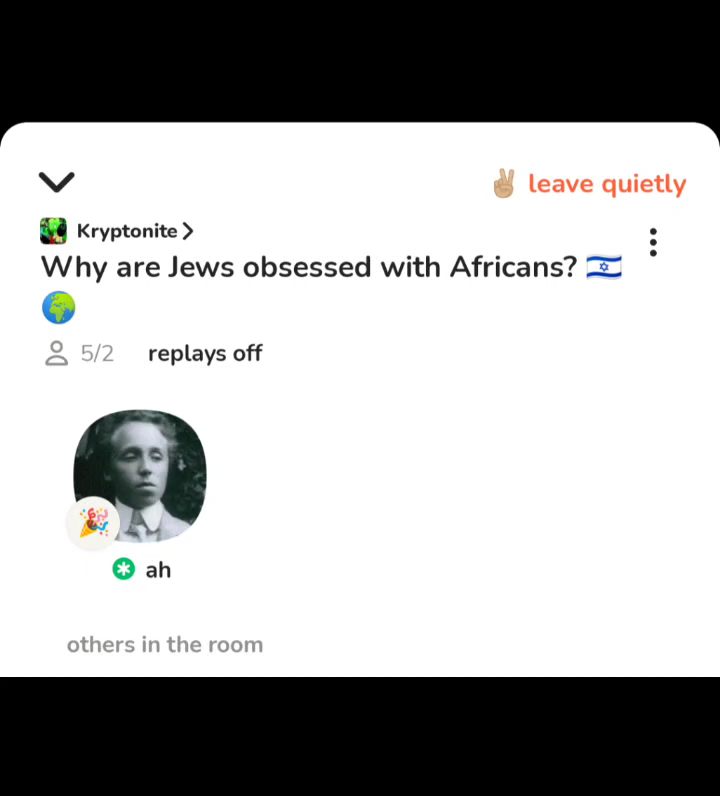 ✌🏼 leave quietly
Kryptonite >
Why are Jews obsessed with Africans? 🇮🇱
🌍
5/2 replays off
ah
others in the room